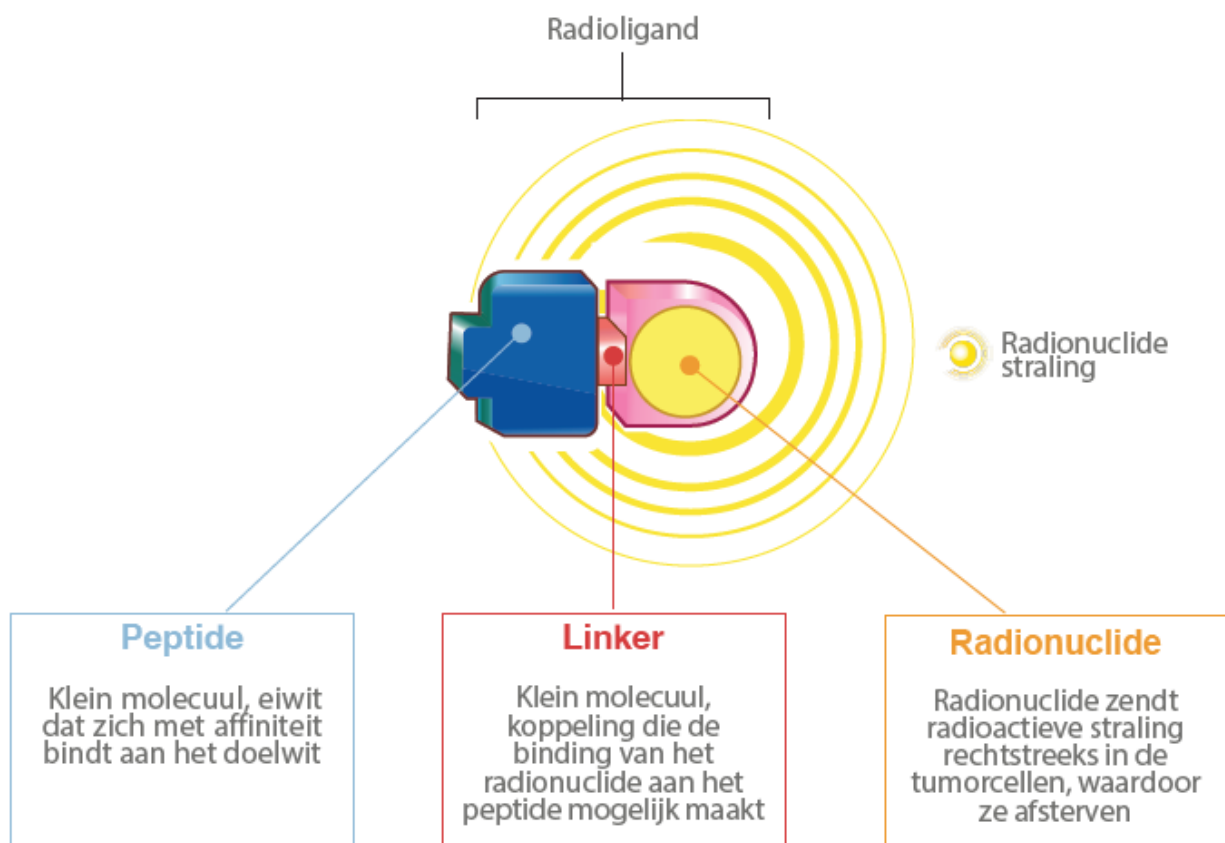 Radioligand
Radionuclide
straling
Peptide
Klein molecuul, eiwit
dat zich met affiniteit
bindt aan het doelwit
Linker
Klein molecuul,
koppeling die de
binding van het
radionuclide aan het
peptide mogelijk maakt
Radionuclide
Radionuclide zendt
radioactieve straling
rechtstreeks in de
tumorcellen, waardoor
ze afsterven